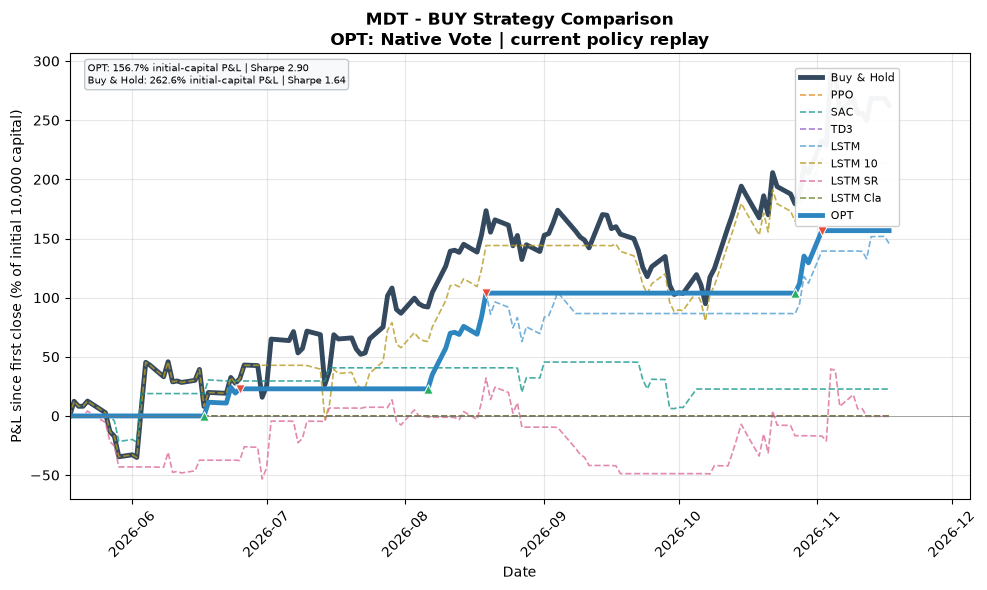 MDT - BUY Strategy Comparison
OPT: Native Vote | current policy replay
OPT: 156.7% initial-capital P&L | Sharpe 2.90
Buy & Hold: 262.6% initial-capital P&L | Sharpe 1.64
Buy & Hold
PPO
SAC
TD3
LSTM
LSTM 10
LSTM SR
LSTM Cla
OPT
P&L since first close (% of initial 10,000 capital)
300
250
200
150
100
50
0
−50
2026-06
2026-07
2026-08
2026-09
2026-10
2026-11
2026-12
Date